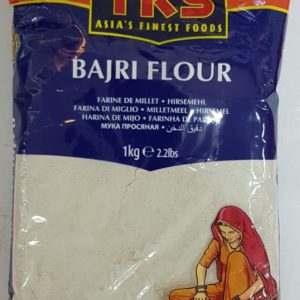 TRS
ASIA'S FINEST FOODS
BAJRI FLOUR
FARINE DE MILLET • HIRSEMEHL
FARINA DI MIGLIO • MILLETMEEL • HIRSEMEL
HARINA DE MIJO • FARINHA DE PA
МУКА ПРОСЯНАЯ • دقيق الدخن
1kg e 2.2lbs